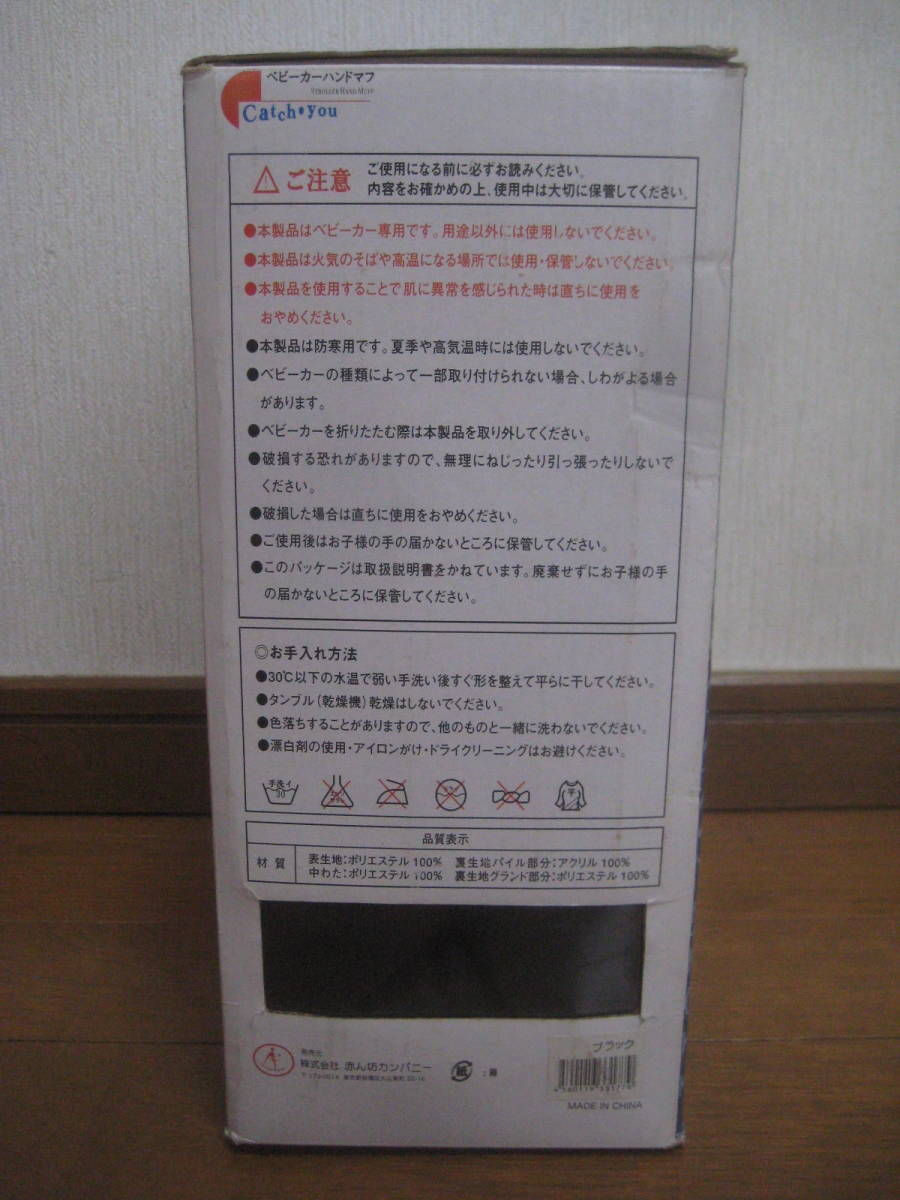 ベビーカーハンドマフ
STROLLER HAND MUFF
Catch•you
ご注意
ご使用になる前に必ずお読みください。
内容をお確かめの上、使用中は大切に保管してください。
●本製品はベビーカー専用です。用途以外には使用しないでください。
●本製品は火気のそばや高温になる場所では使用・保管しないでください。
●本製品を使用することで肌に異常を感じられた時は直ちに使用を
おやめください。
●本製品は防寒用です。夏季や高気温時には使用しないでください。
●ベビーカーの種類によって一部取り付けられない場合、しわがよる場合
があります。
●ベビーカーを折りたたむ際は本製品を取り外してください。
●破損する恐れがありますので、無理にねじったり引っ張ったりしないで
ください。
●破損した場合は直ちに使用をおやめください。
●ご使用後はお子様の手の届かないところに保管してください。
●このパッケージは取扱説明書をかねています。廃棄せずにお子様の手
の届かないところに保管してください。
◎お手入れ方法
●30℃以下の水温で弱い手洗い後すぐ形を整えて平らに干してください。
●タンブル(乾燥機)乾燥はしないでください。
●色落ちすることがありますので、他のものと一緒に洗わないでください。
●漂白剤の使用・アイロンがけ・ドライクリーニングはお避けください。
手洗イ
30
平
品質表示
材質
表生地:ポリエステル 100% 裏生地パイル部分:アクリル 100%
中わた:ポリエステル 100% 裏生地グランド部分:ポリエステル 100%
発売元
株式会社 赤ん坊カンパニー
紙 :箱
ブラック
MADE IN CHINA